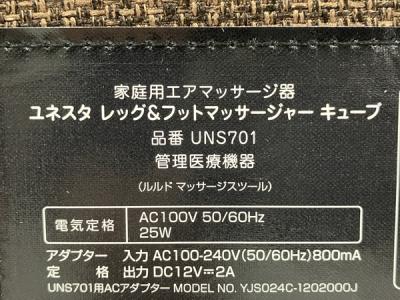 家庭用エアマッサージ器
ユネスタ レッグ&フットマッサージャー キューブ
品番 UNS701
管理医療機器
(ルルド マッサージスツール)
電気定格 AC100V 50/60Hz
25W
アダプター 入力 AC100-240V(50/60Hz)800mA
定格 出力 DC12V⎓2A
UNS701用ACアダプター MODEL NO. YJS024C-1202000J